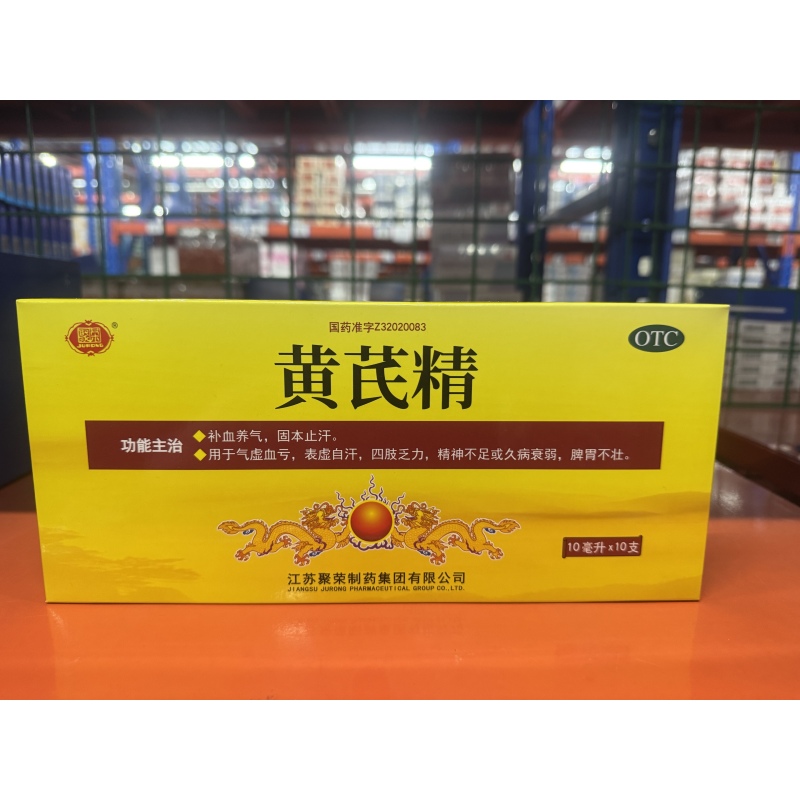 国药准字Z32020083
JURONG
®
OTC
黄芪精
功能主治
◆补血养气，固本止汗。
◆用于气虚血亏，表虚自汗，四肢乏力，精神不足或久病衰弱，脾胃不壮。
10毫升x10支
江苏聚荣制药集团有限公司
JIANGSU JURONG PHARMACEUTICAL GROUP CO.,LTD.